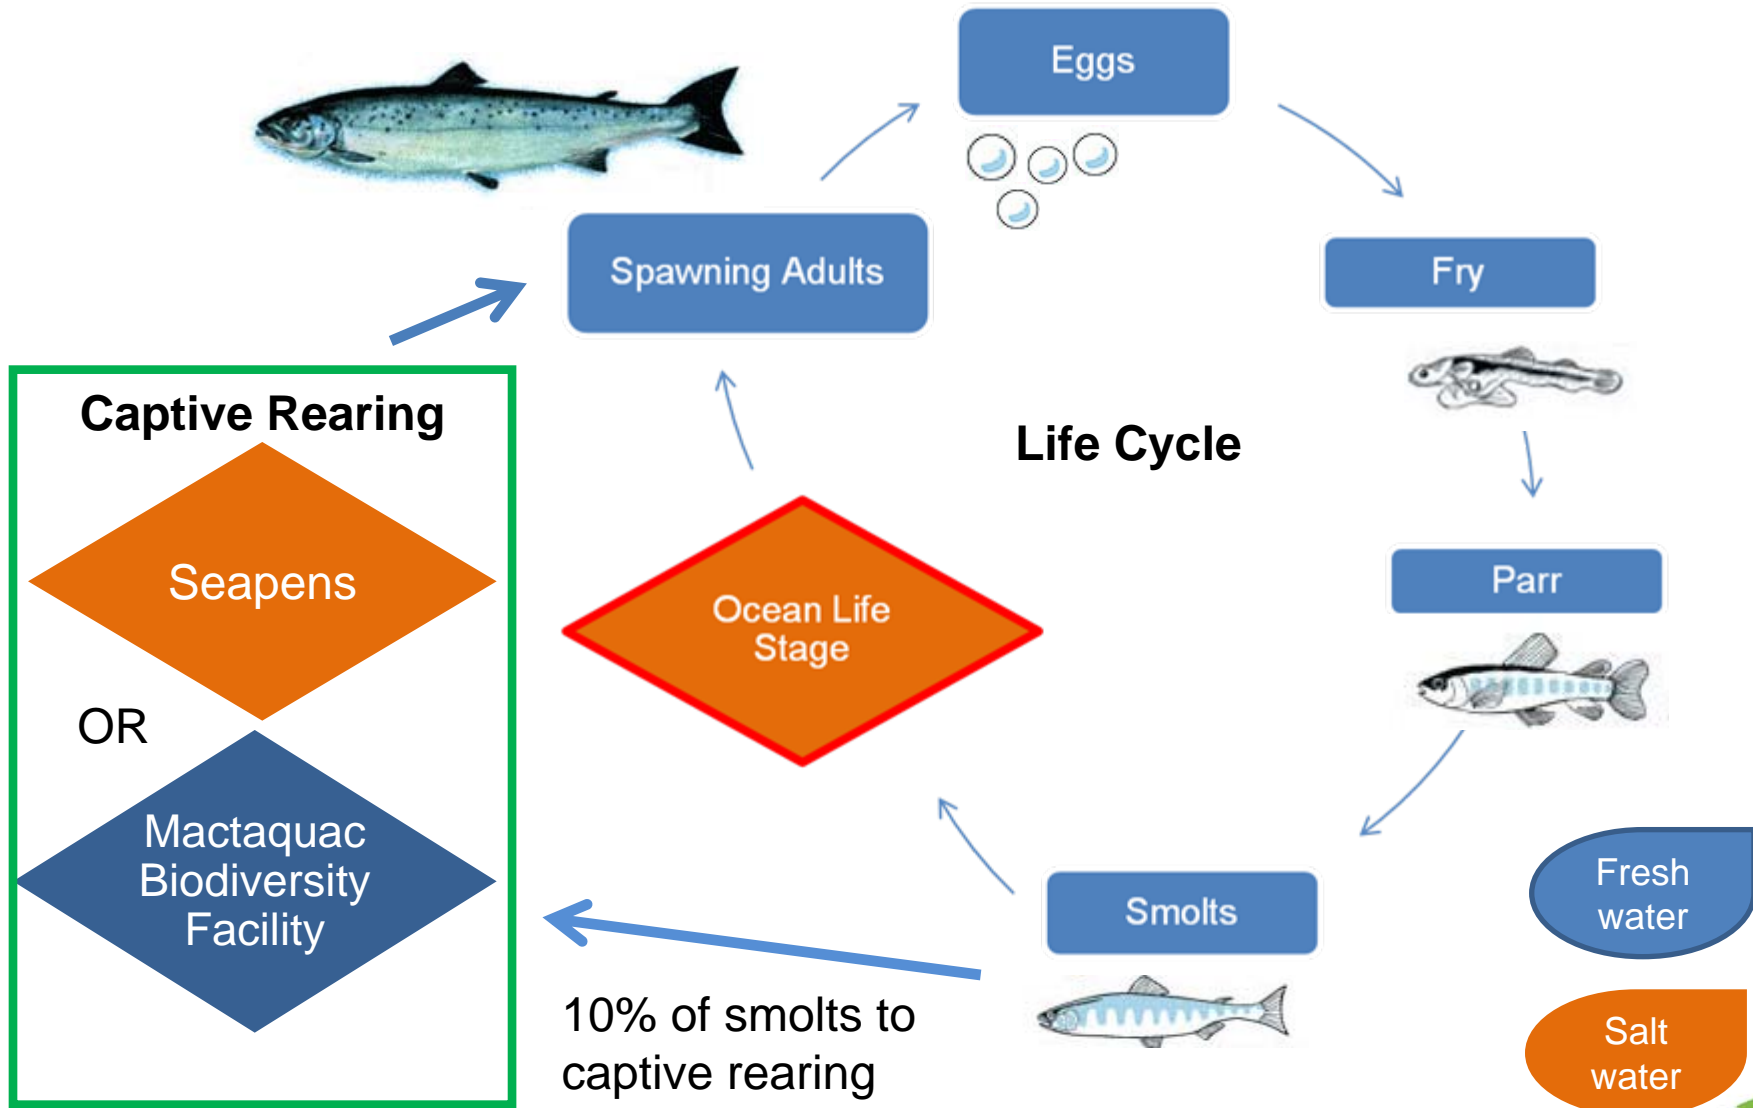 Eggs
Spawning Adults
Fry
Captive Rearing
Life Cycle
Seapens
Ocean Life
Stage
Parr
OR
Mactaquac
Biodiversity
Facility
Smolts
Fresh
water
10% of smolts to
captive rearing
Salt
water